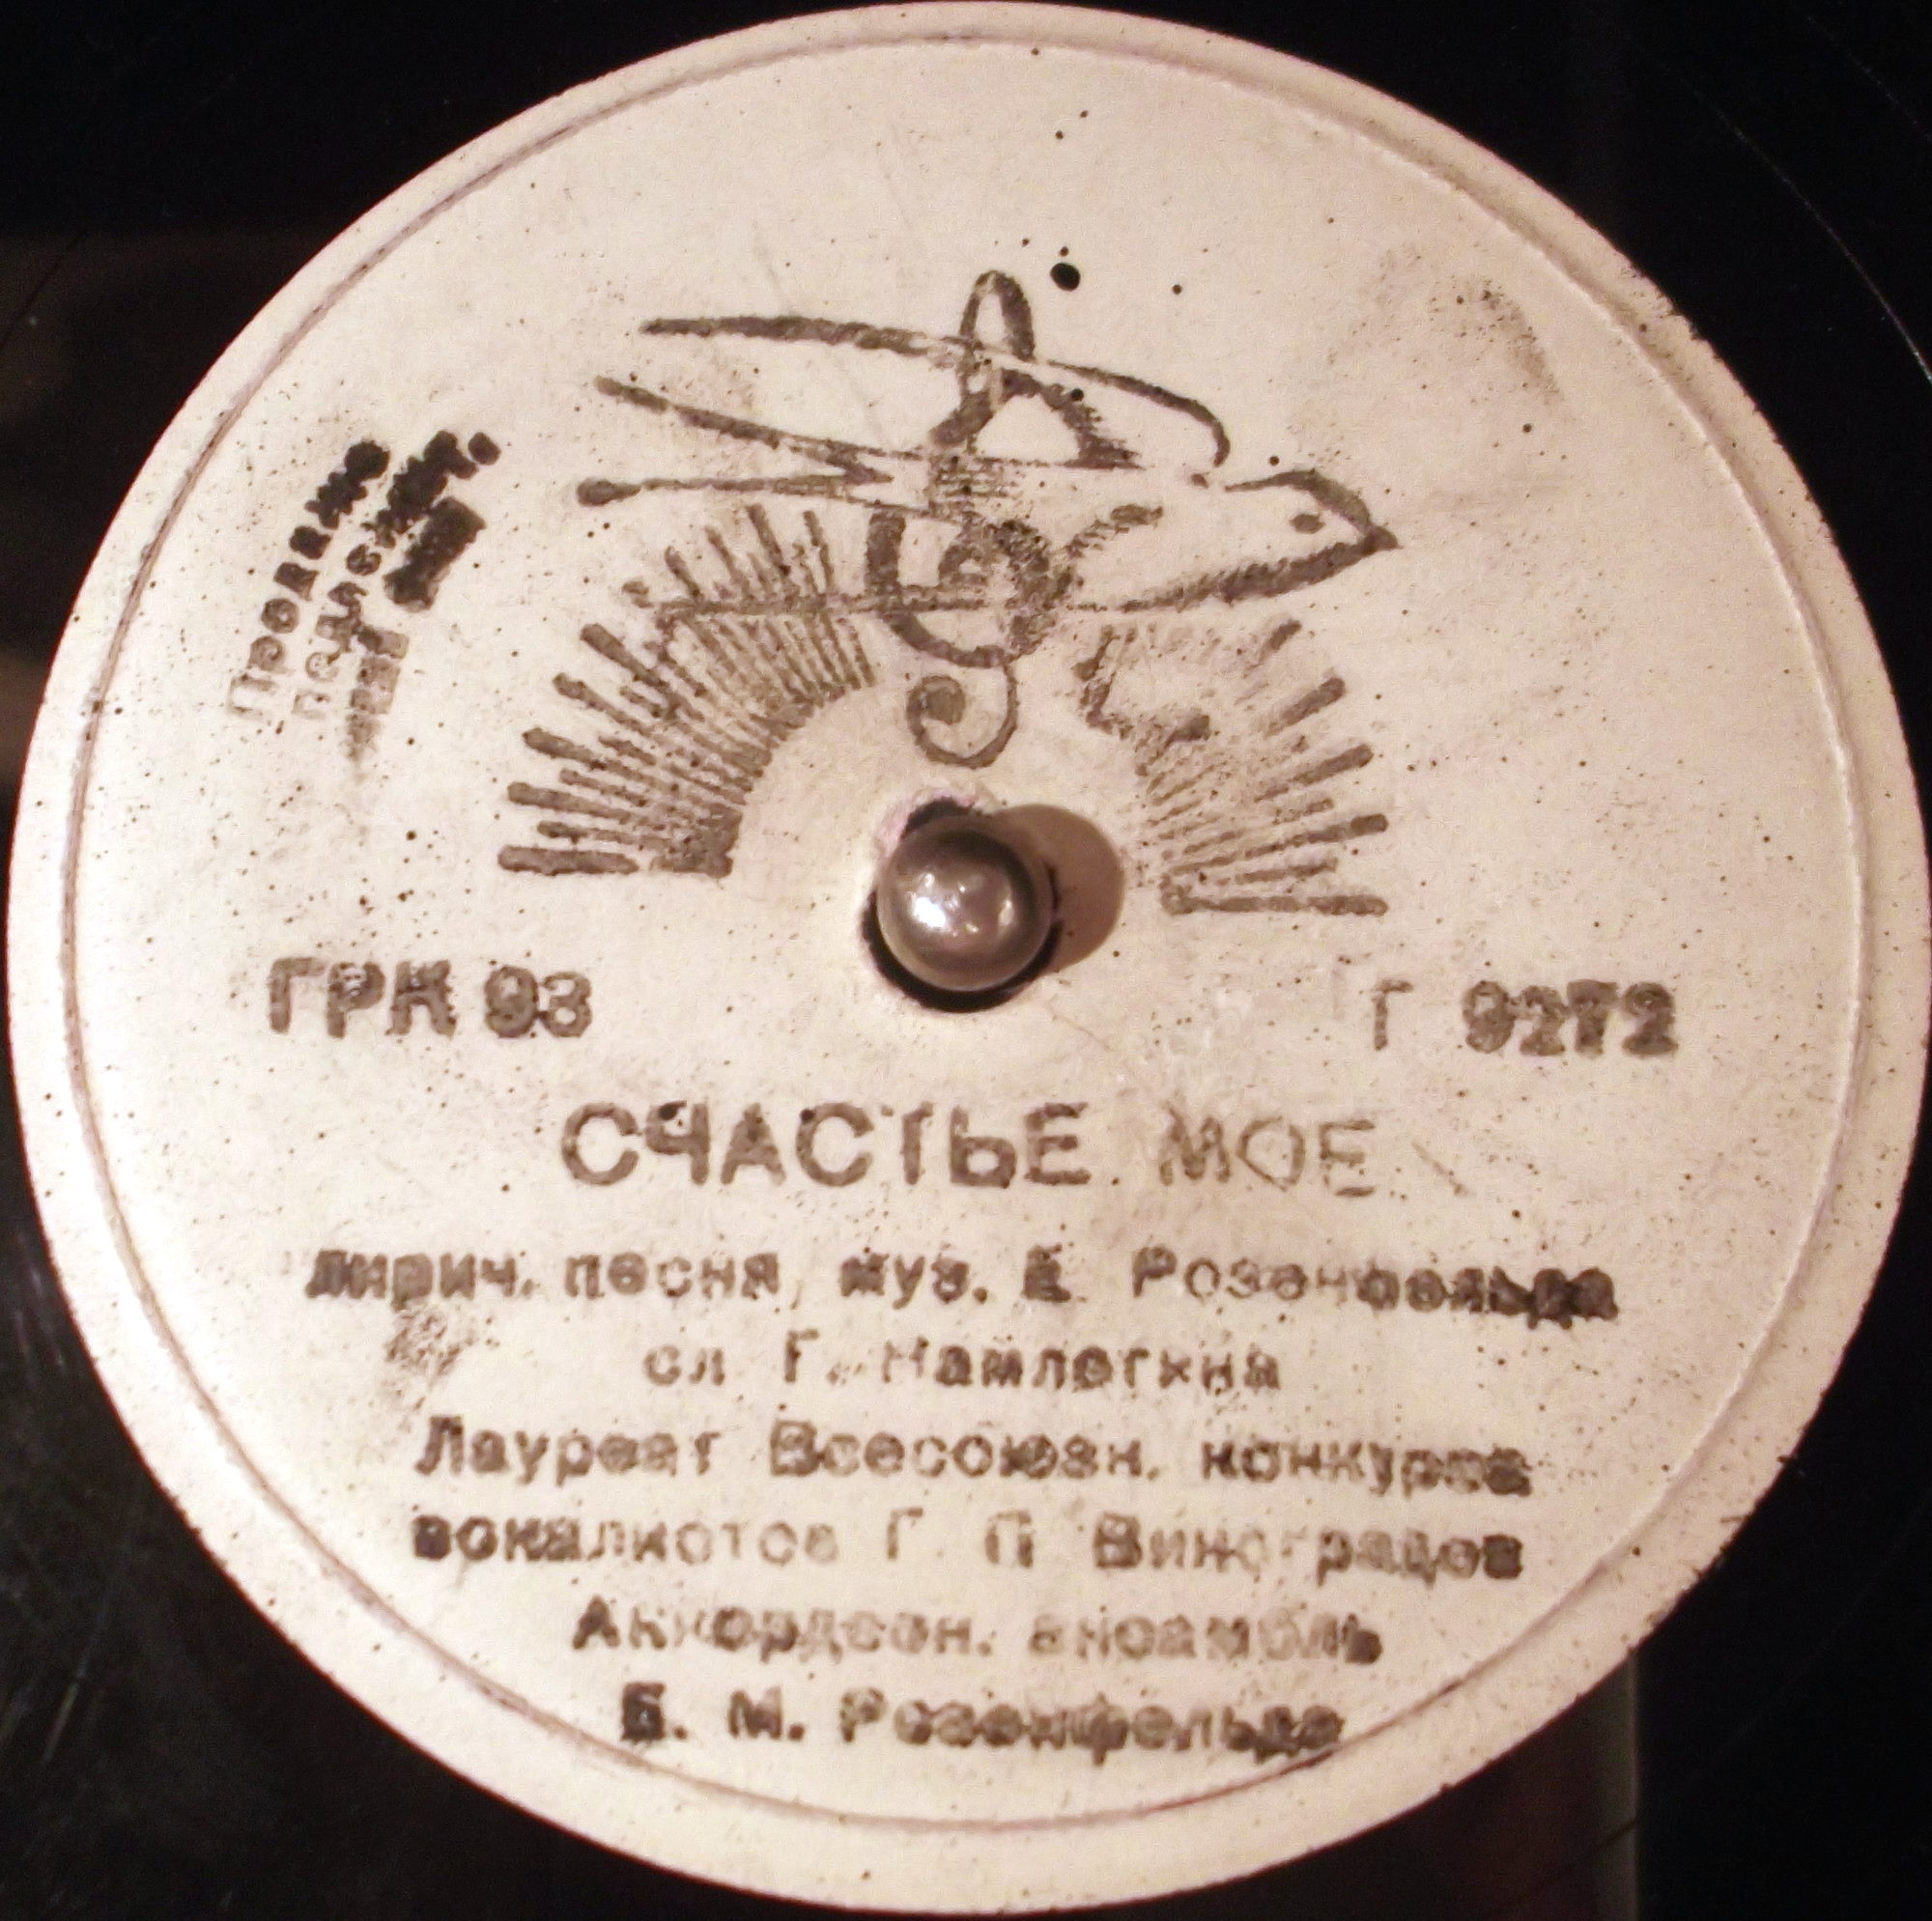 Продажа
ГРК 93
Г 9272
СЧАСТЬЕ МОЕ
лирич. песня, муз. Е. Розенфельда
сл. Г. Намлегина
Лауреат Всесоюзн. конкурса
вокалистов Г. П. Виноградов
Аккордеон. ансамбль
Б. М. Розенфельда